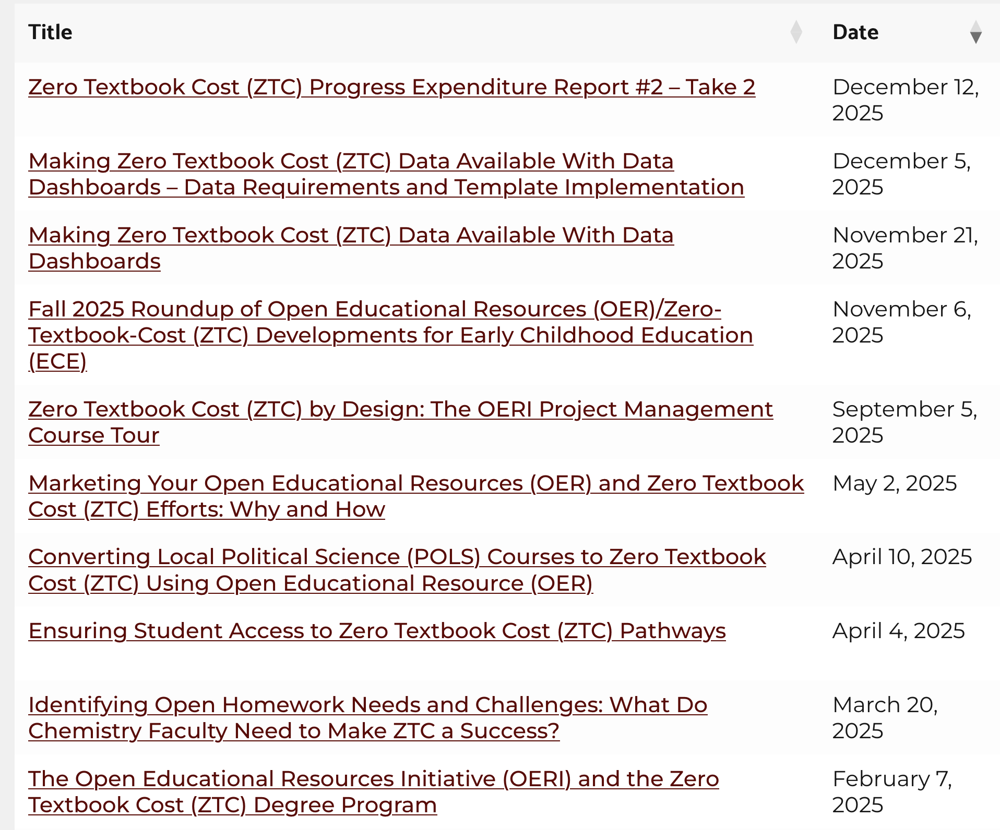 Title
Date
Zero Textbook Cost (ZTC) Progress Expenditure Report #2 – Take 2
December 12,
2025
Making Zero Textbook Cost (ZTC) Data Available With Data
Dashboards – Data Requirements and Template Implementation
December 5,
2025
Making Zero Textbook Cost (ZTC) Data Available With Data
Dashboards
November 21,
2025
Fall 2025 Roundup of Open Educational Resources (OER)/Zero-
Textbook-Cost (ZTC) Developments for Early Childhood Education
(ECE)
November 6,
2025
Zero Textbook Cost (ZTC) by Design: The OERI Project Management
Course Tour
September 5,
2025
Marketing Your Open Educational Resources (OER) and Zero Textbook
Cost (ZTC) Efforts: Why and How
May 2, 2025
Converting Local Political Science (POLS) Courses to Zero Textbook
Cost (ZTC) Using Open Educational Resource (OER)
April 10, 2025
Ensuring Student Access to Zero Textbook Cost (ZTC) Pathways
April 4, 2025
Identifying Open Homework Needs and Challenges: What Do
Chemistry Faculty Need to Make ZTC a Success?
March 20,
2025
The Open Educational Resources Initiative (OERI) and the Zero
Textbook Cost (ZTC) Degree Program
February 7,
2025